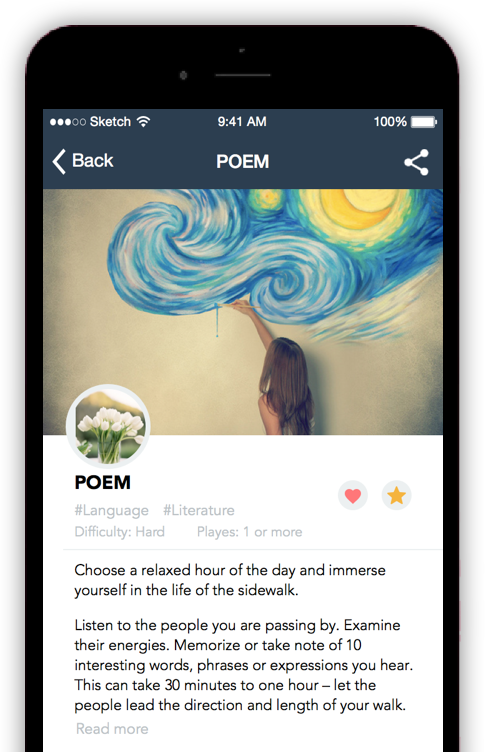 Sketch 9:41 AM 100%
Back POEM
POEM
#Language #Literature
Difficulty: Hard Playes: 1 or more
Choose a relaxed hour of the day and immerse
yourself in the life of the sidewalk.
Listen to the people you are passing by. Examine
their energies. Memorize or take note of 10
interesting words, phrases or expressions you hear.
This can take 30 minutes to one hour – let the
people lead the direction and length of your walk.
Read more